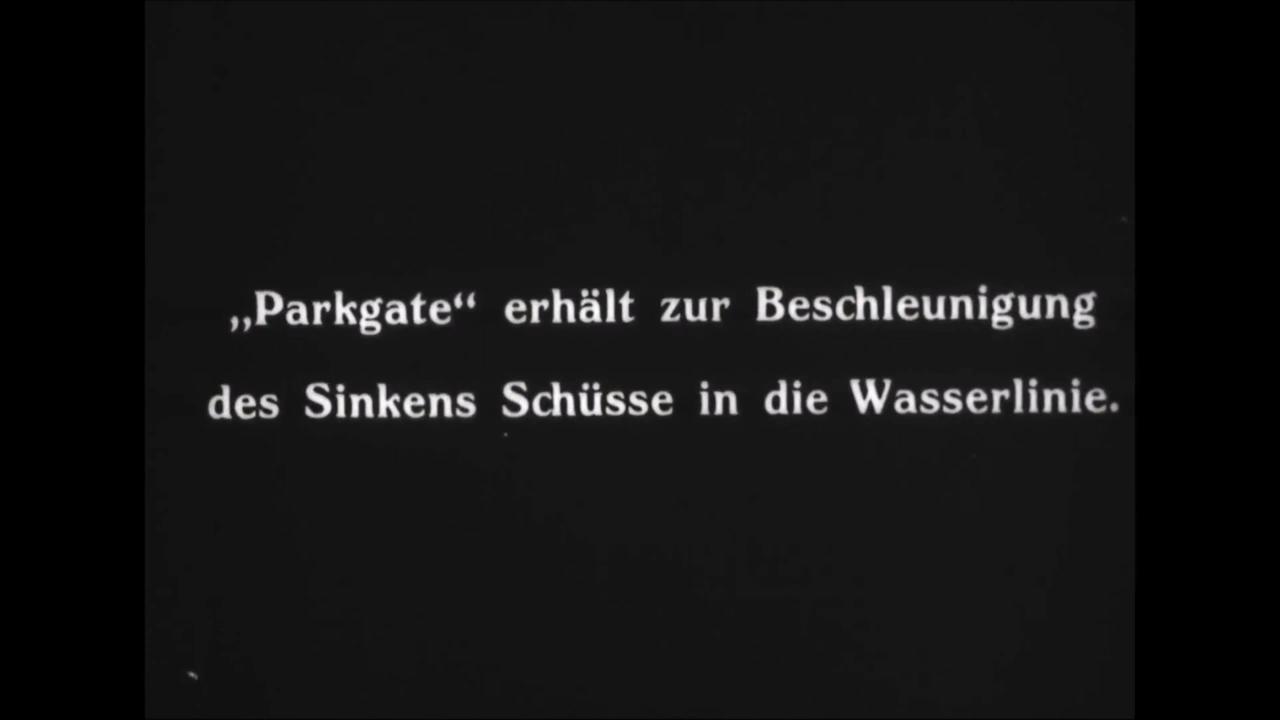 „Parkgate“ erhält zur Beschleunigung
des Sinkens Schüsse in die Wasserlinie.